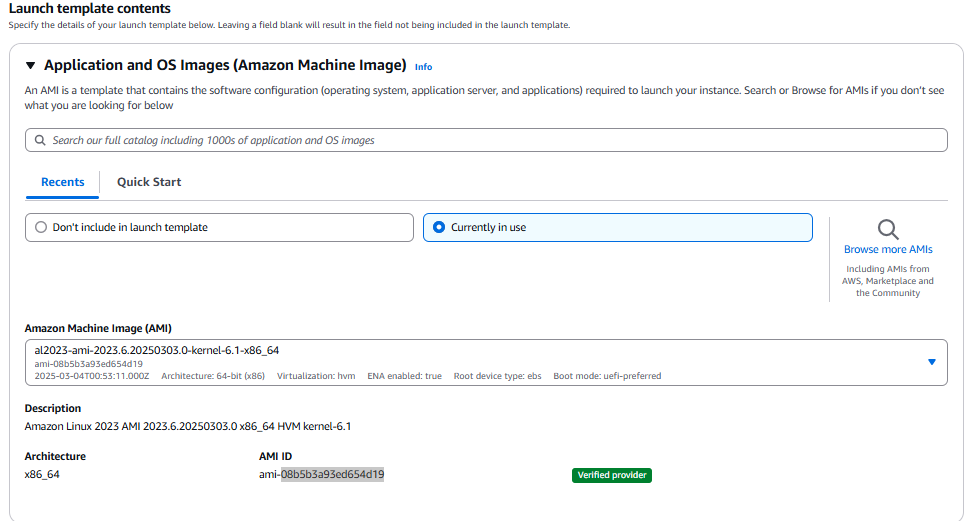 Launch template contents
Specify the details of your launch template below. Leaving a field blank will result in the field not being included in the launch template.
Application and OS Images (Amazon Machine Image) Info
An AMI is a template that contains the software configuration (operating system, application server, and applications) required to launch your instance. Search or Browse for AMIs if you don't see
what you are looking for below
Search our full catalog including 1000s of application and OS images
Recents Quick Start
Don't include in launch template
Currently in use
Browse more AMIs
Including AMIs from
AWS, Marketplace and
the Community
Amazon Machine Image (AMI)
al2023-ami-2023.6.20250303.0-kernel-6.1-x86_64
ami-08b5b3a93ed654d19
2025-03-04T00:53:11.000Z Architecture: 64-bit (x86) Virtualization: hvm ENA enabled: true Root device type: ebs Boot mode: uefi-preferred
Description
Amazon Linux 2023 AMI 2023.6.20250303.0 x86_64 HVM kernel-6.1
Architecture AMI ID
x86_64 ami-08b5b3a93ed654d19 Verified provider